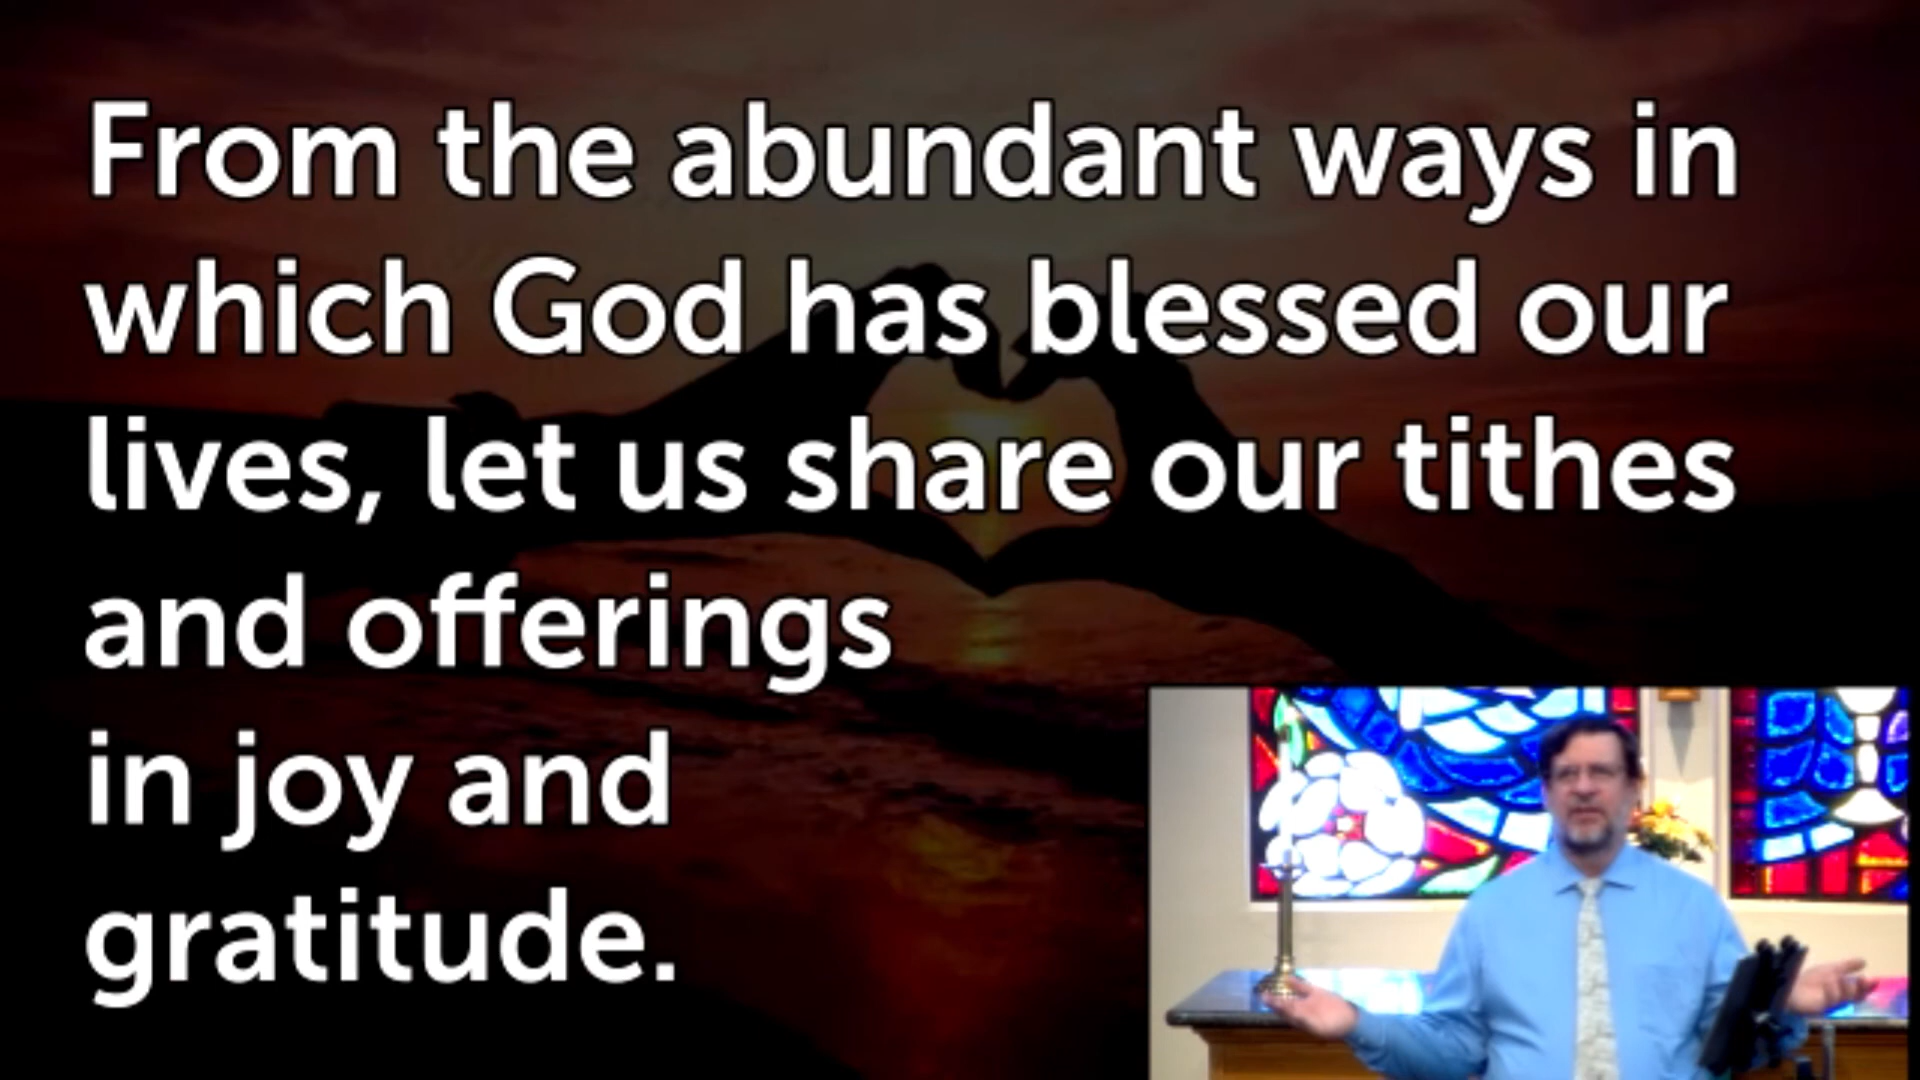 From the abundant ways in
which God has blessed our
lives, let us share our tithes
and offerings
in joy and
gratitude.